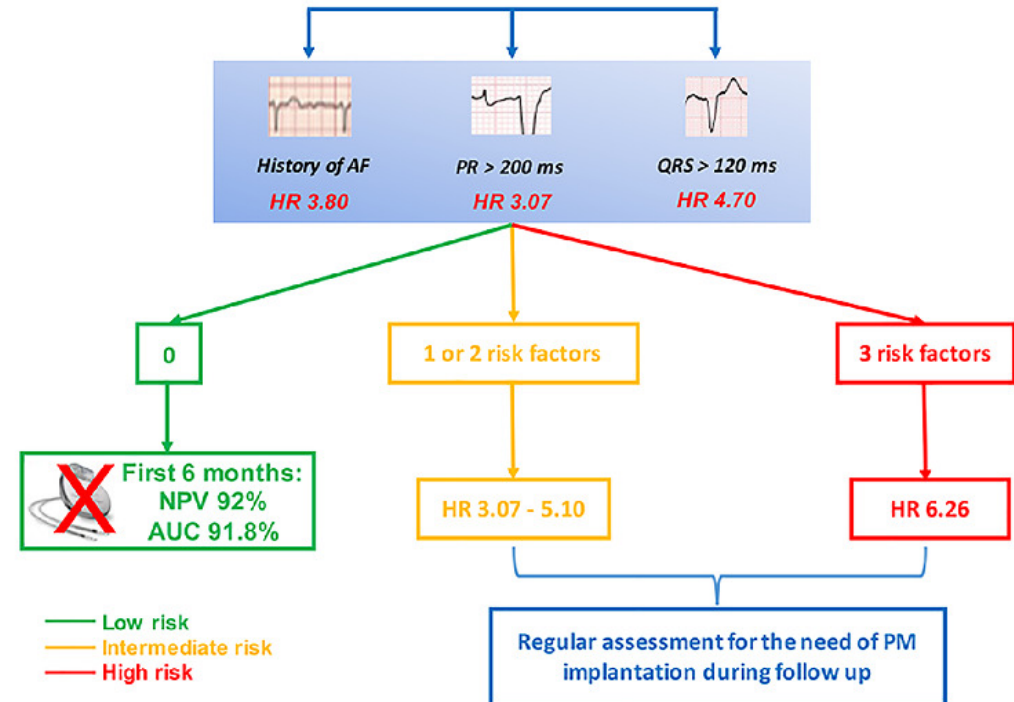 History of AF
HR 3.80
PR > 200 ms
HR 3.07
QRS > 120 ms
HR 4.70
0
1 or 2 risk factors
3 risk factors
First 6 months:
NPV 92%
AUC 91.8%
HR 3.07 - 5.10
HR 6.26
Low risk
Intermediate risk
High risk
Regular assessment for the need of PM
implantation during follow up